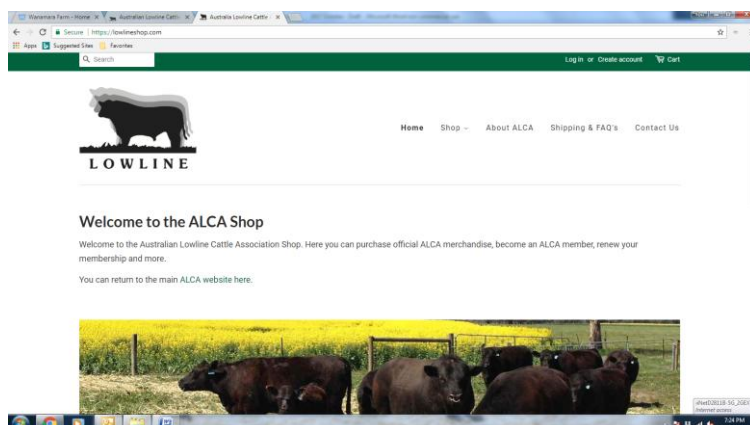 Wanamara Farm - Home
Australian Lowline Cattle
Australia Lowline Cattle
Secure | https://lowlineshop.com
Apps Suggested Sites Favorites
Search
Log in or Create account Cart
Home Shop About ALCA Shipping & FAQ's Contact Us
LOWLINE
Welcome to the ALCA Shop
Welcome to the Australian Lowline Cattle Association Shop. Here you can purchase official ALCA merchandise, become an ALCA member, renew your
membership and more.
You can return to the main ALCA website here.
Internet access
7:24 PM